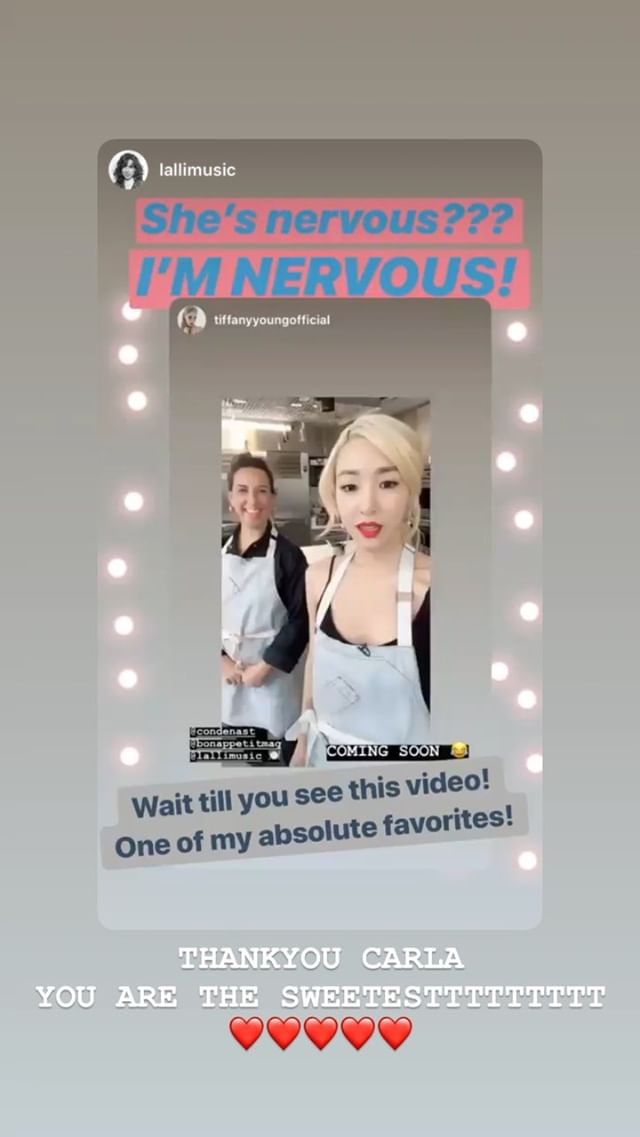 lallimusic
She's nervous???
I'M NERVOUS!
tiffanyyoungofficial
@condenast
@bonappetitmag
@lallimusic
COMING SOON 😂
Wait till you see this video!
One of my absolute favorites!
THANKYOU CARLA
YOU ARE THE SWEETESTTTTTTTTTT
❤️❤️❤️❤️❤️